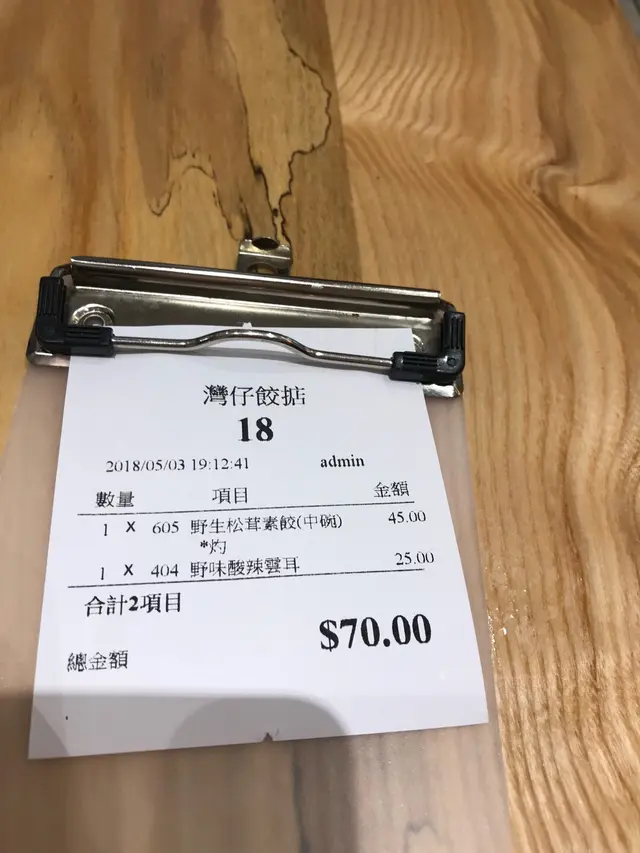 灣仔餃掂
18
2018/05/03 19:12:41 admin
數量 項目 金額
1 X 605 野生松茸素餃(中碗) 45.00
*灼
1 X 404 野味酸辣雲耳 25.00
合計2項目
$70.00
總金額